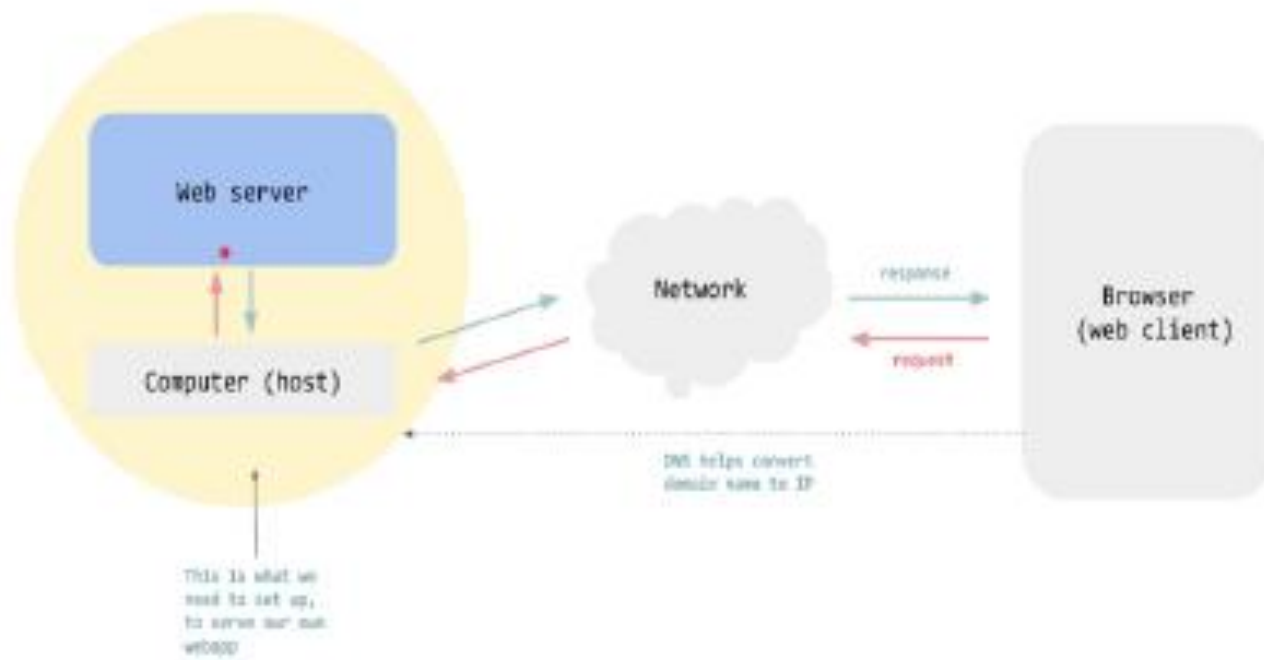 Web server
Computer (host)
Network
response
request
Browser
(web client)
DNS helps convert
domain name to IP
This is what we
need to set up,
to serve our own
webapp